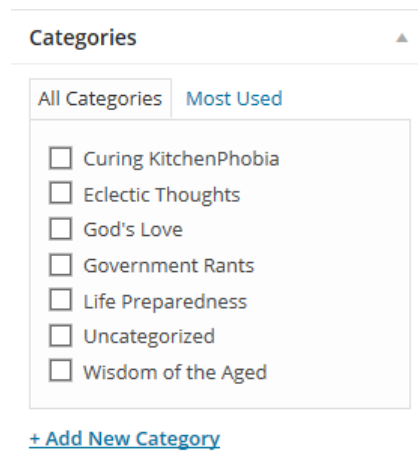 Categories
All Categories Most Used
Curing KitchenPhobia
Eclectic Thoughts
God's Love
Government Rants
Life Preparedness
Uncategorized
Wisdom of the Aged
+ Add New Category